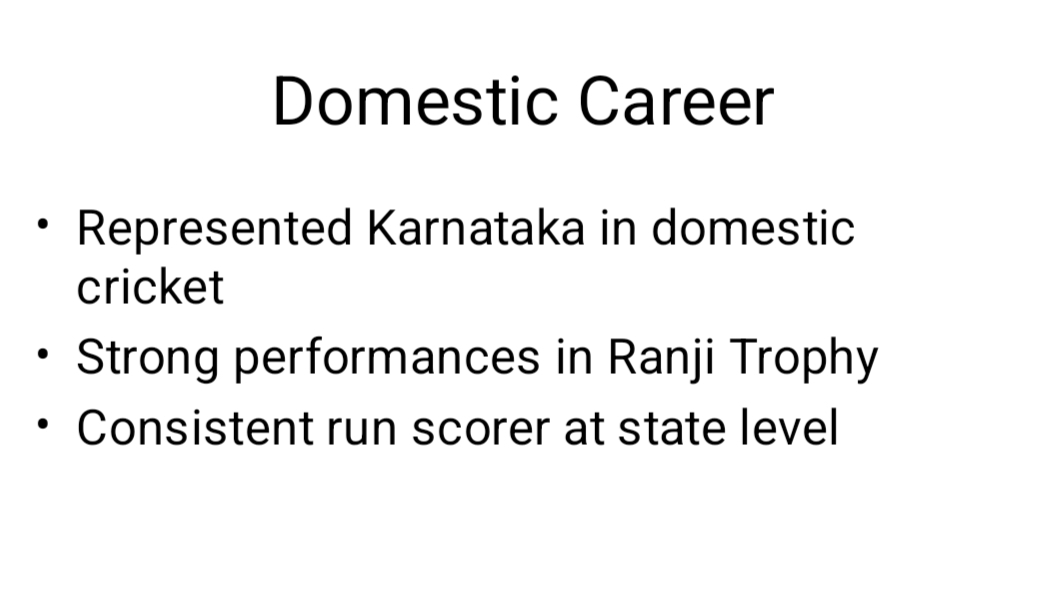 Domestic Career
• Represented Karnataka in domestic
cricket
• Strong performances in Ranji Trophy
• Consistent run scorer at state level